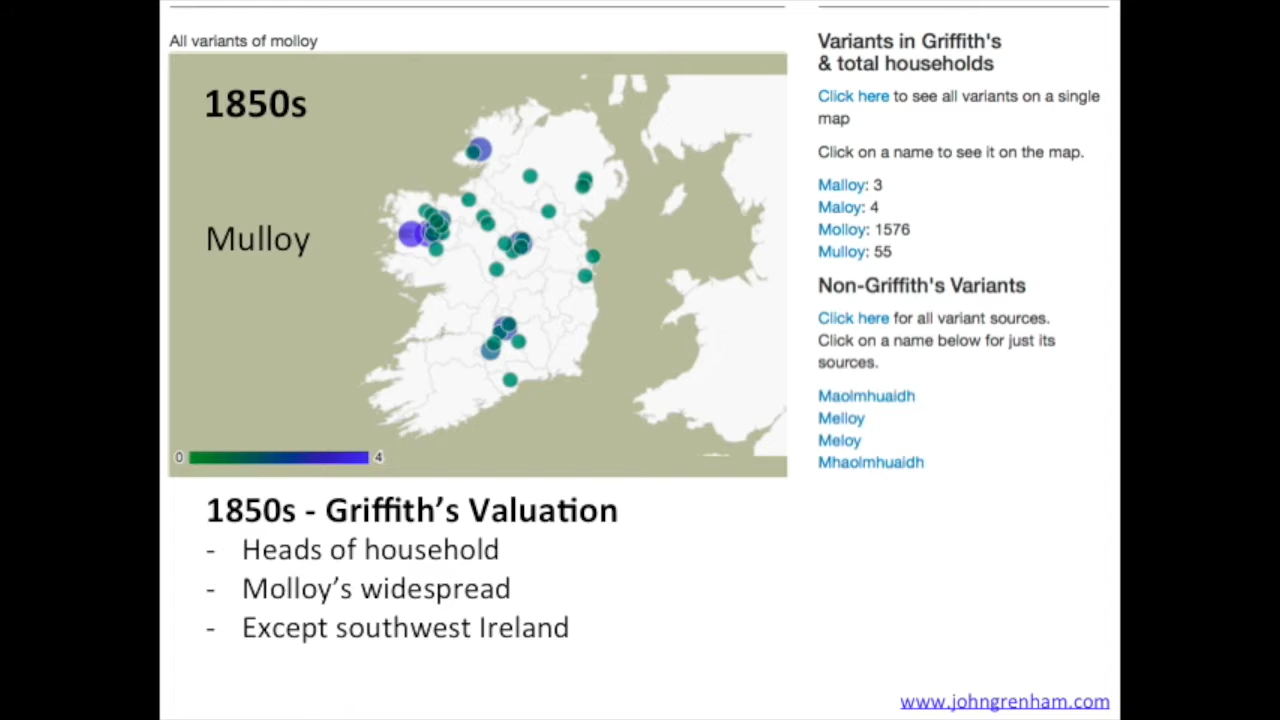 All variants of molloy
1850s
Mulloy
0
4
Variants in Griffith's
& total households
Click here to see all variants on a single
map
Click on a name to see it on the map.
Malloy: 3
Maloy: 4
Molloy: 1576
Mulloy: 55
Non-Griffith's Variants
Click here for all variant sources.
Click on a name below for just its
sources.
Maolmhuaidh
Melloy
Meloy
Mhaolmhuaidh
1850s - Griffith’s Valuation
- Heads of household
- Molloy’s widespread
- Except southwest Ireland
www.johngrenham.com